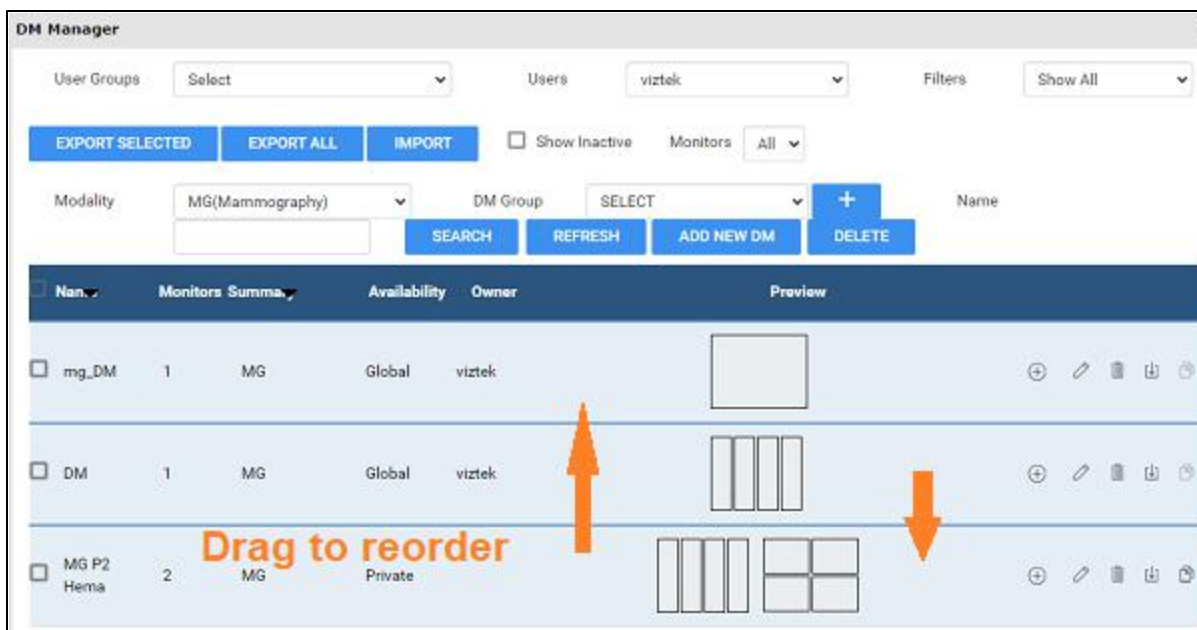 DM Manager
User Groups Select Users viztek Filters Show All
EXPORT SELECTED EXPORT ALL IMPORT Show Inactive Monitors All
Modality MG(Mammography) DM Group SELECT + Name
SEARCH REFRESH ADD NEW DM DELETE
Monitors Availability Owner Preview
mg_DM 1 MG Global viztek
DM 1 MG Global viztek
Drag to reorder
MG P2 Hema 2 MG Private